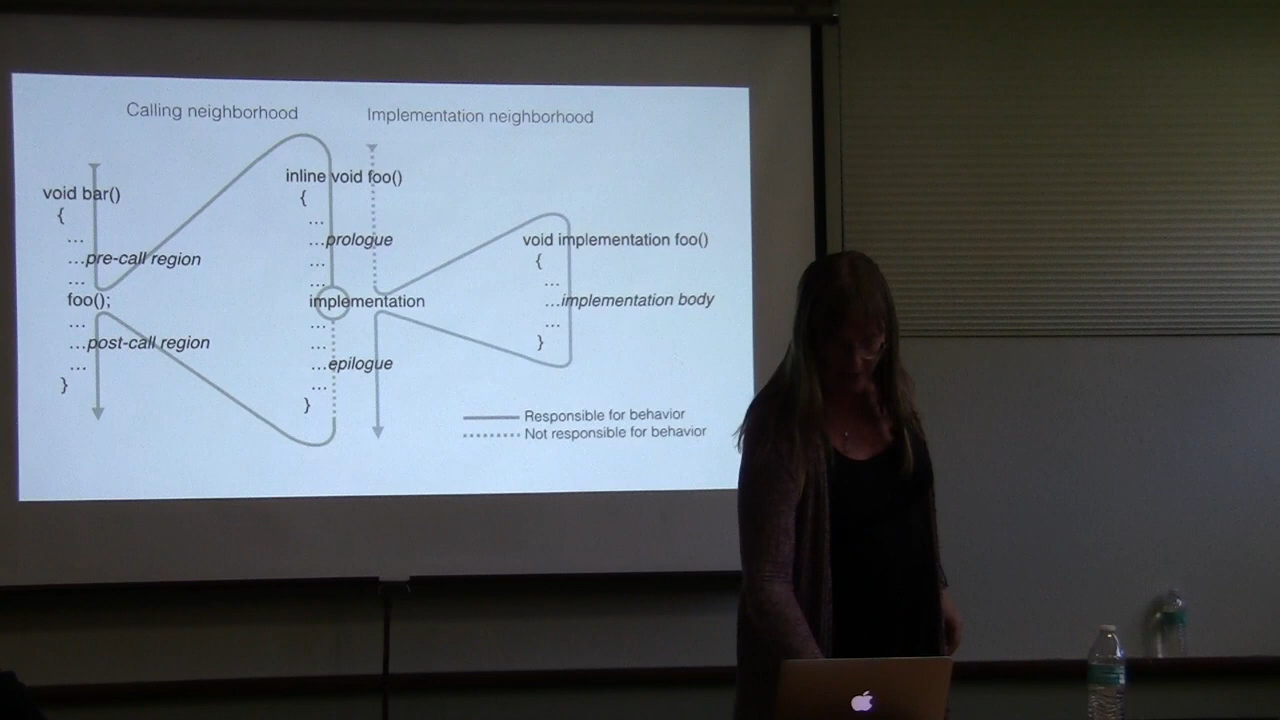 Calling neighborhood
Implementation neighborhood
void bar()
{
...
...pre-call region
...
foo();
...
...post-call region
...
}
inline void foo()
{
...
...prologue
...
...
implementation
...
...
...epilogue
...
}
void implementation foo()
{
...
...implementation body
...
}
Responsible for behavior
Not responsible for behavior